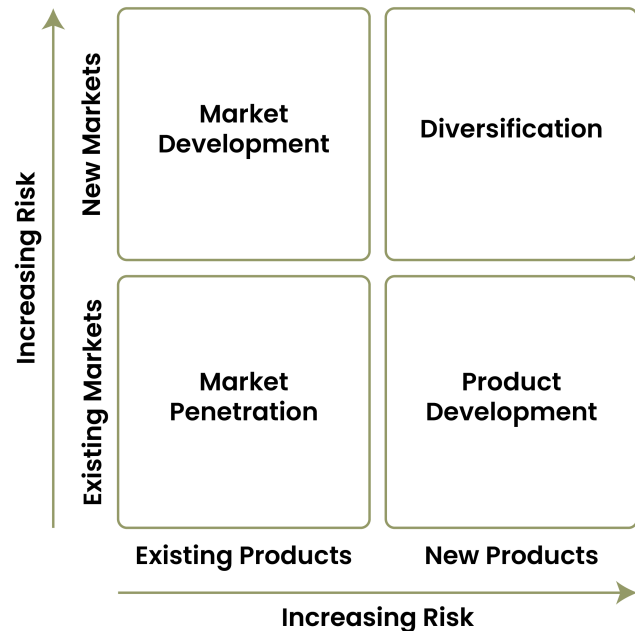 New Markets
Market
Development
Diversification
Increasing Risk
Existing Markets
Market
Penetration
Product
Development
Existing Products
New Products
Increasing Risk